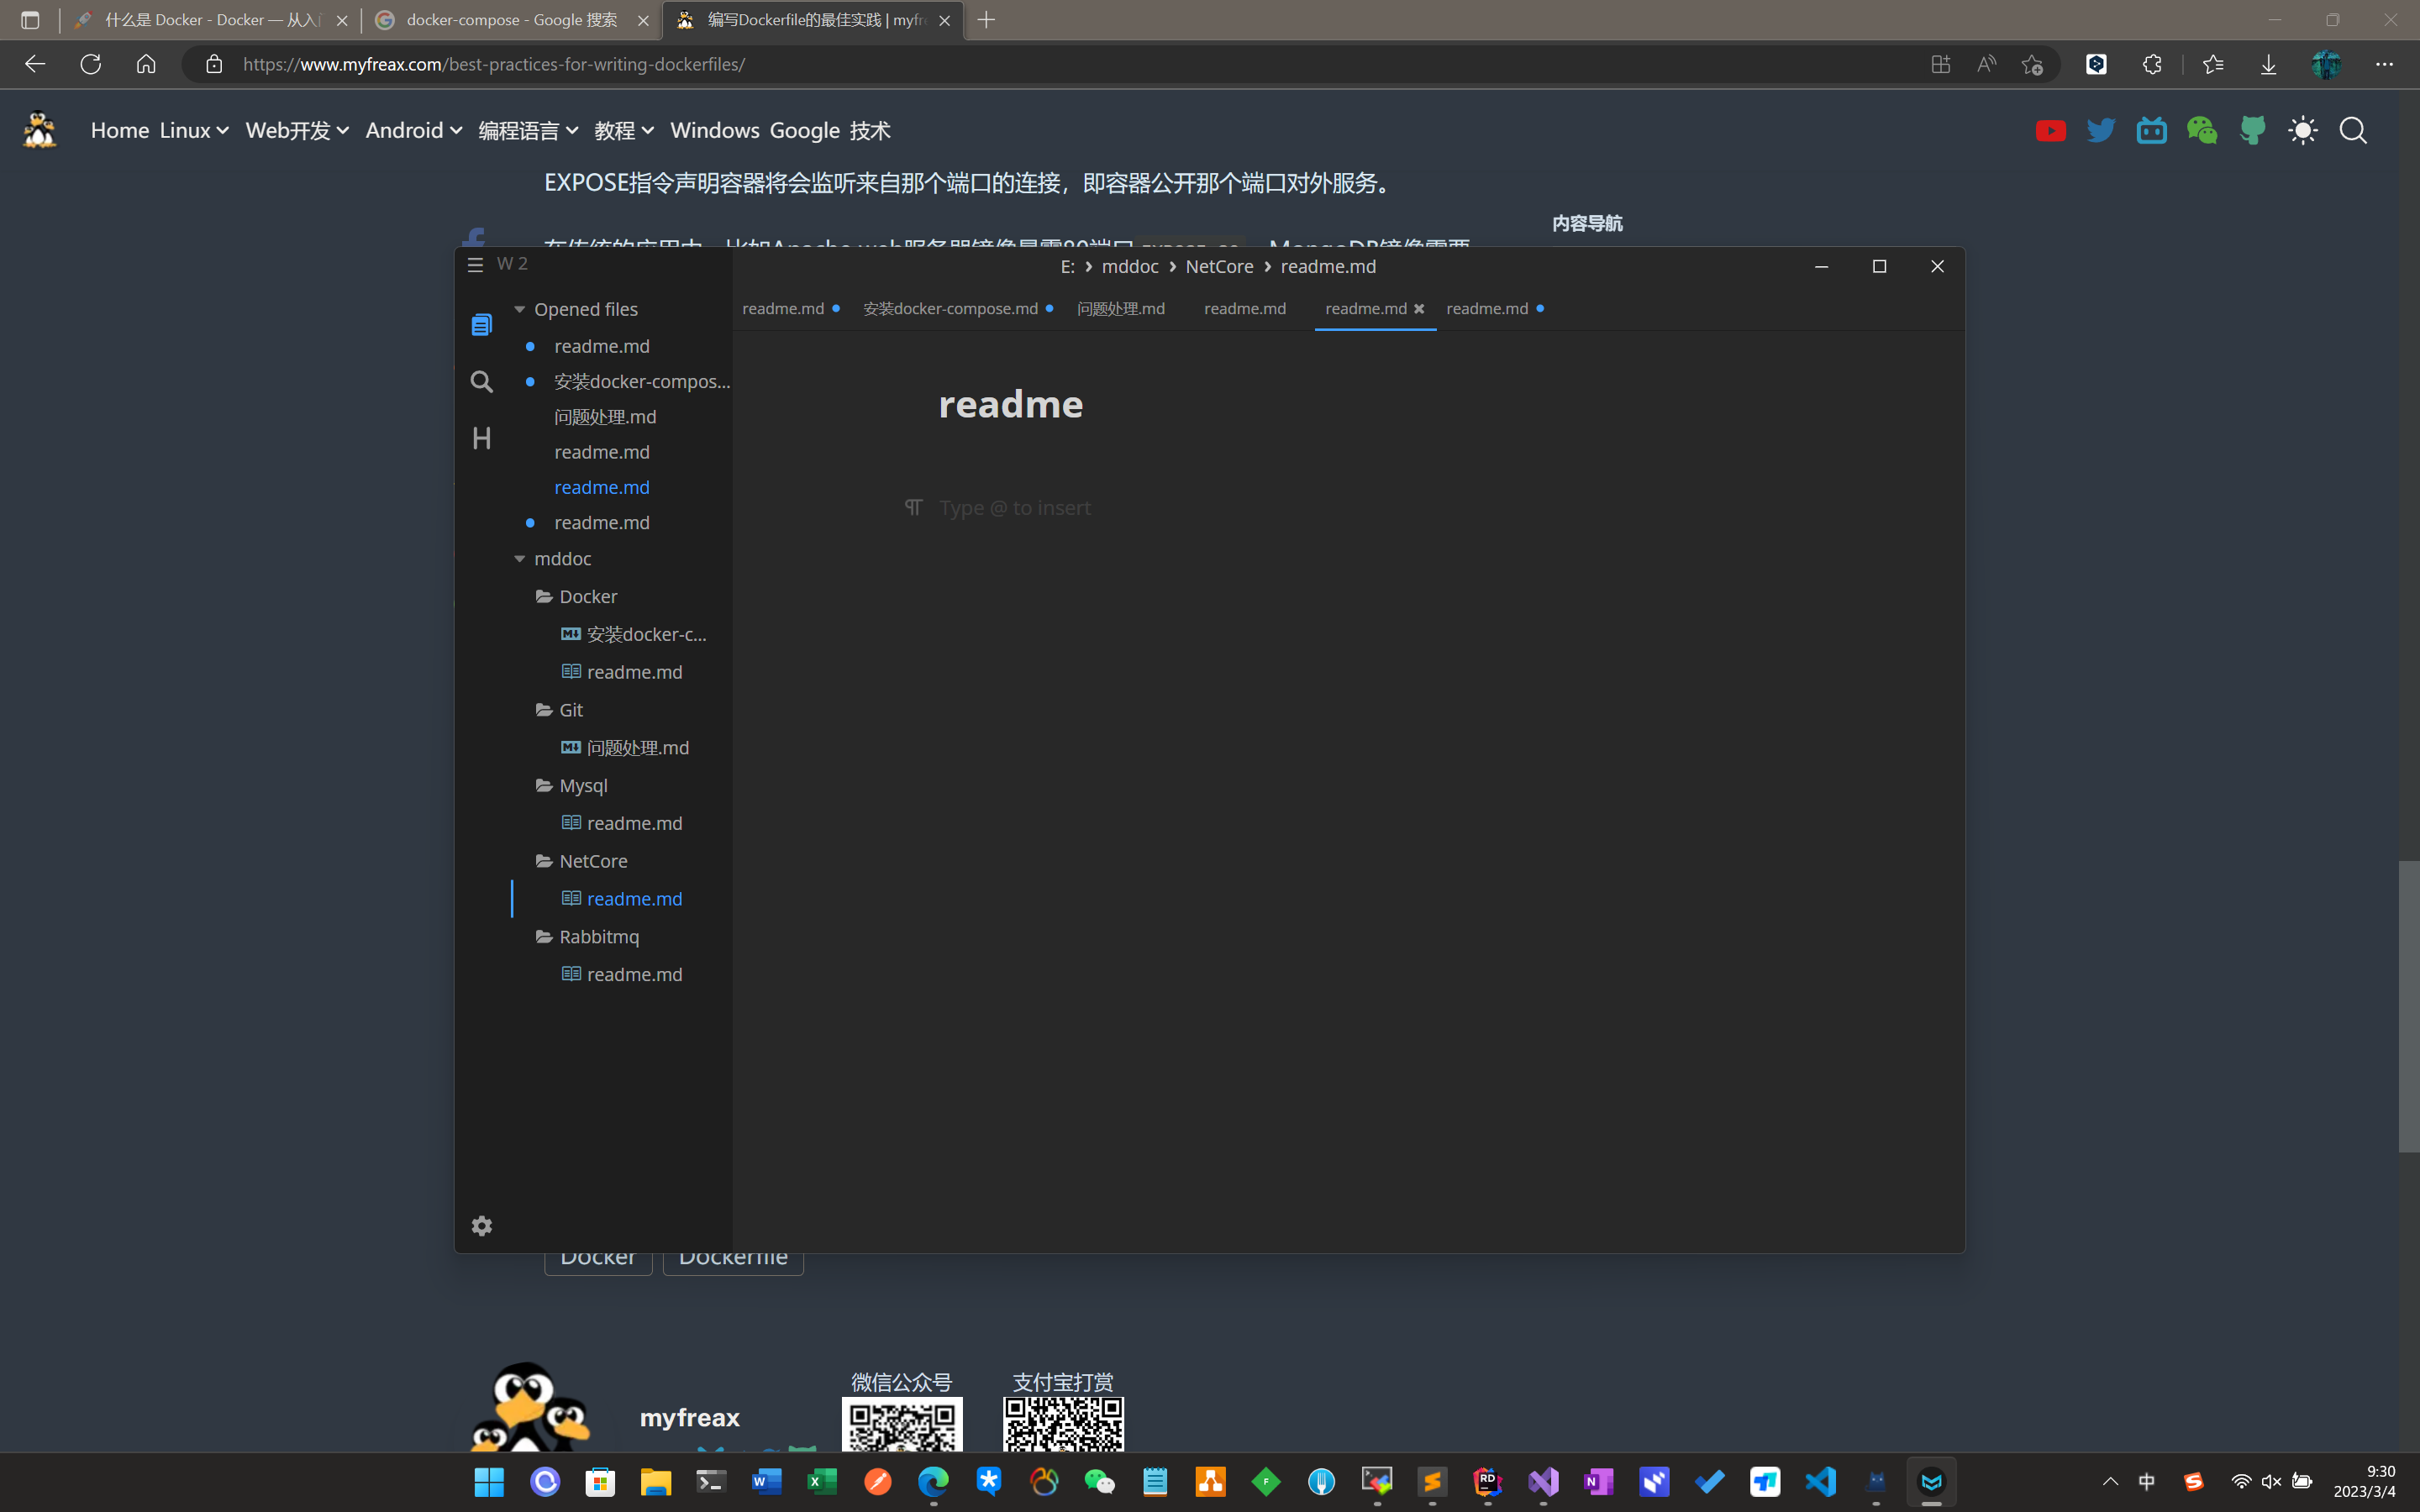 什么是 Docker - Docker — 从入
docker-compose - Google 搜索
编写Dockerfile的最佳实践 | myfr
https://www.myfreax.com/best-practices-for-writing-dockerfiles/
Home Linux Web开发 Android 编程语言 教程 Windows Google 技术
EXPOSE指令声明容器将会监听来自那个端口的连接，即容器公开那个端口对外服务。
内容导航
W 2
E: › mddoc › NetCore › readme.md
readme.md 安装docker-compose.md 问题处理.md readme.md readme.md readme.md
Opened files
readme.md
安装docker-compos...
问题处理.md
readme.md
readme.md
readme.md
mddoc
Docker
安装docker-c...
readme.md
Git
问题处理.md
Mysql
readme.md
NetCore
readme.md
Rabbitmq
readme.md
readme
Type @ to insert
Docker Dockerfile
myfreax
微信公众号
支付宝打赏
中
9:30
2023/3/4